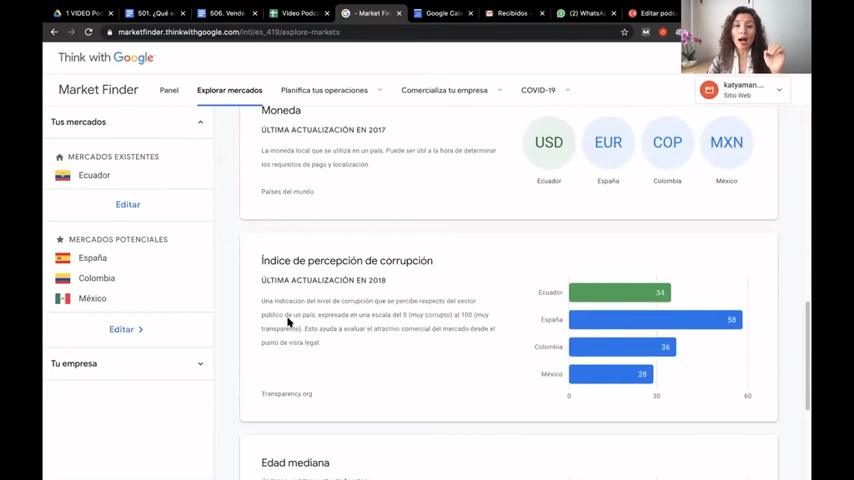 1 VIDEO Poc
501. ¿Qué e
506. Vende
Video Podca
- Market Fin
Google Cale
Recibidos -
(2) WhatsA
Editar podc
marketfinder.thinkwithgoogle.com/intl/es_419/explore-markets
Think with Google
Market Finder
Panel
Explorar mercados
Planifica tus operaciones
Comercializa tu empresa
COVID-19
katyaman....
Sitio Web
Tus mercados
MERCADOS EXISTENTES
Ecuador
Editar
MERCADOS POTENCIALES
España
Colombia
México
Editar
Tu empresa
Moneda
ÚLTIMA ACTUALIZACIÓN EN 2017
La moneda local que se utiliza en un país. Puede ser útil a la hora de determinar
los requisitos de pago y localización.
Países del mundo
USD EUR COP MXN
Ecuador España Colombia México
Índice de percepción de corrupción
ÚLTIMA ACTUALIZACIÓN EN 2018
Una indicación del nivel de corrupción que se percibe respecto del sector
público de un país, expresada en una escala del 0 (muy corrupto) al 100 (muy
transparente). Esto ayuda a evaluar el atractivo comercial del mercado desde el
punto de vista legal.
Transparency.org
Ecuador 34
España 58
Colombia 36
México 28
0 30 60
Edad mediana